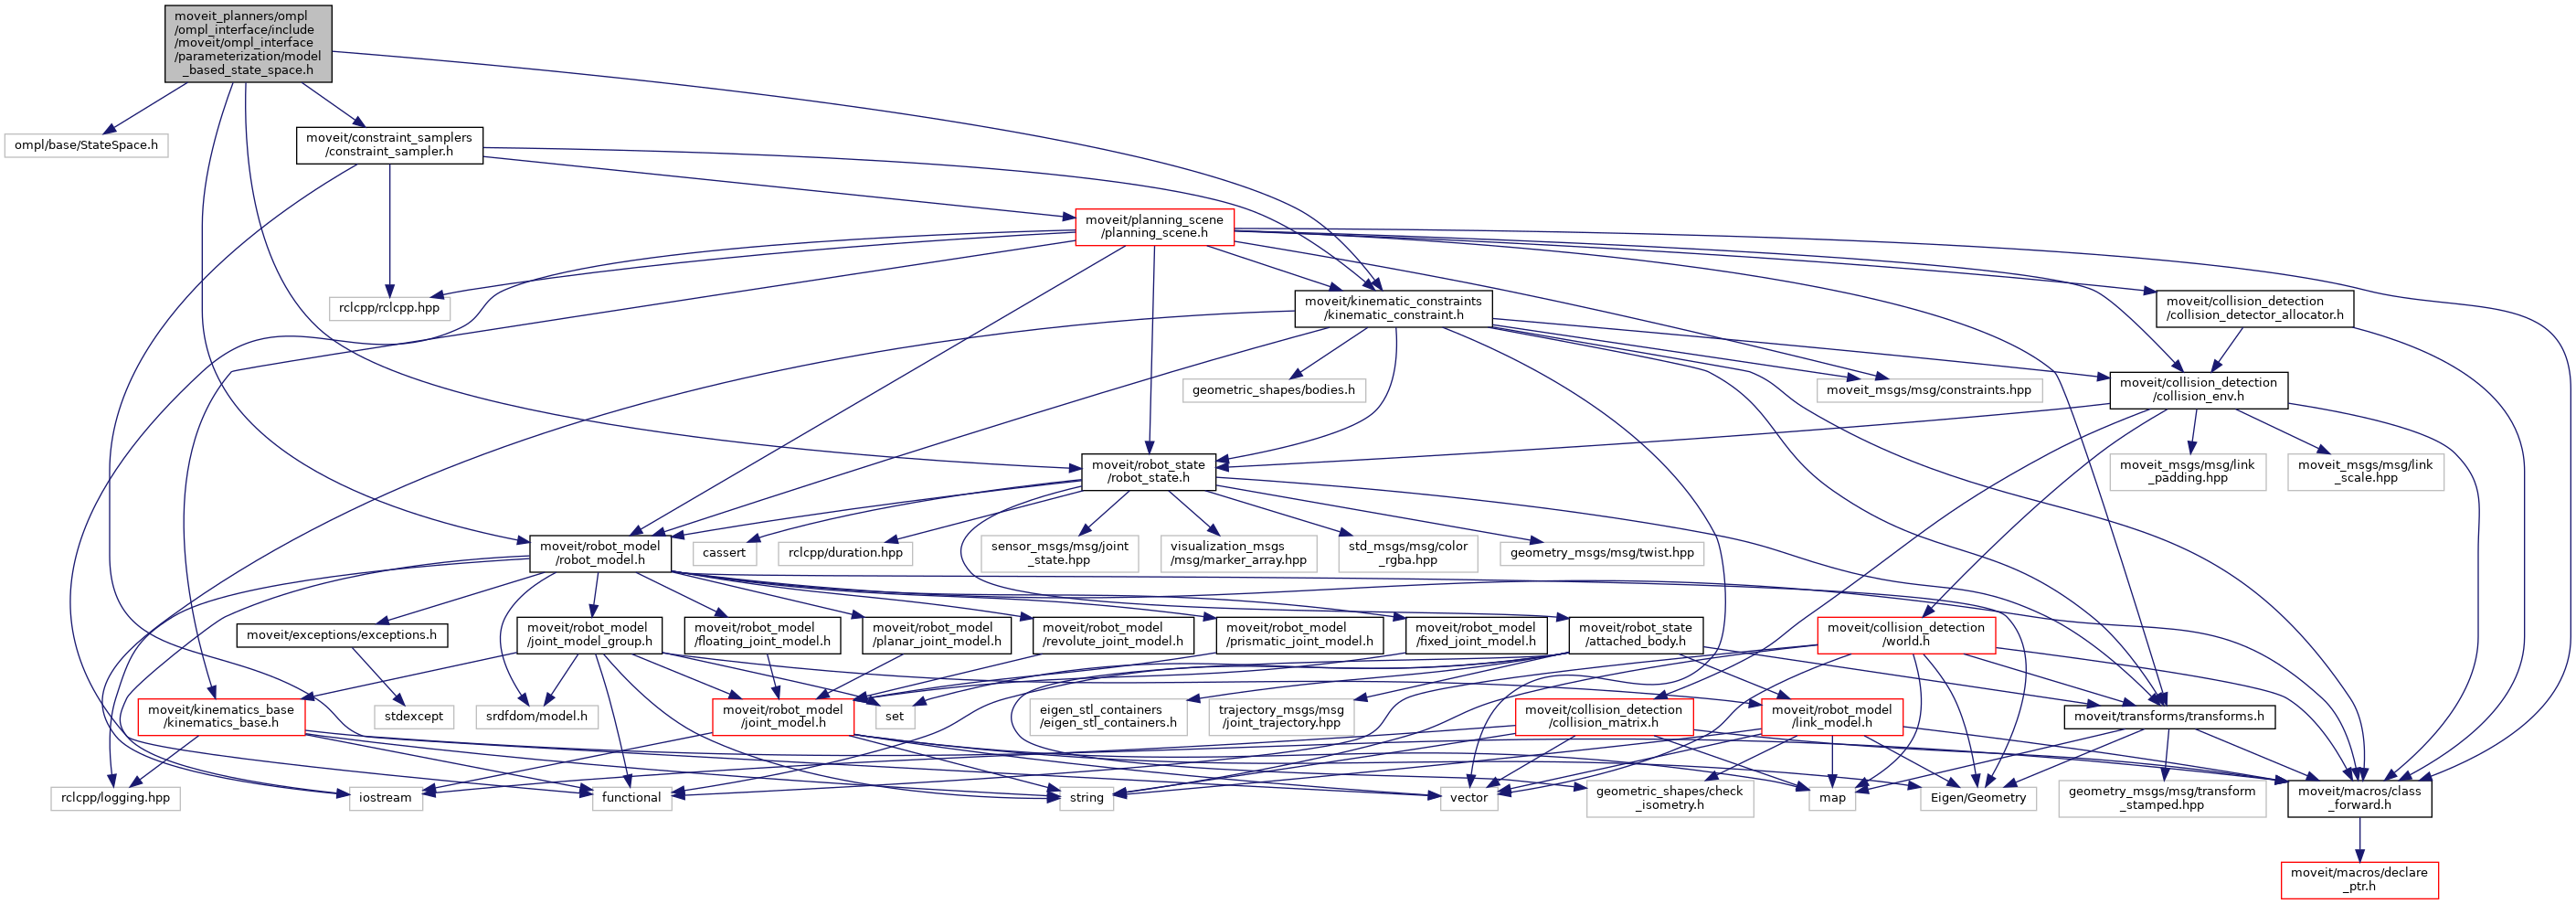 moveit_planners/ompl
/ompl_interface/include
/moveit/ompl_interface
/parameterization/model
_based_state_space.h
ompl/base/StateSpace.h
moveit/constraint_samplers
/constraint_sampler.h
moveit/planning_scene
/planning_scene.h
rclcpp/rclcpp.hpp
moveit/kinematic_constraints
/kinematic_constraint.h
moveit/collision_detection
/collision_detector_allocator.h
geometric_shapes/bodies.h
moveit_msgs/msg/constraints.hpp
moveit/collision_detection
/collision_env.h
moveit/robot_state
/robot_state.h
moveit_msgs/msg/link
_padding.hpp
moveit_msgs/msg/link
_scale.hpp
moveit/robot_model
/robot_model.h
cassert
rclcpp/duration.hpp
sensor_msgs/msg/joint
_state.hpp
visualization_msgs
/msg/marker_array.hpp
std_msgs/msg/color
_rgba.hpp
geometry_msgs/msg/twist.hpp
moveit/exceptions/exceptions.h
moveit/robot_model
/joint_model_group.h
moveit/robot_model
/floating_joint_model.h
moveit/robot_model
/planar_joint_model.h
moveit/robot_model
/revolute_joint_model.h
moveit/robot_model
/prismatic_joint_model.h
moveit/robot_model
/fixed_joint_model.h
moveit/robot_state
/attached_body.h
moveit/collision_detection
/world.h
moveit/kinematics_base
/kinematics_base.h
stdexcept
srdfdom/model.h
moveit/robot_model
/joint_model.h
set
eigen_stl_containers
/eigen_stl_containers.h
trajectory_msgs/msg
/joint_trajectory.hpp
moveit/collision_detection
/collision_matrix.h
moveit/robot_model
/link_model.h
moveit/transforms/transforms.h
rclcpp/logging.hpp
iostream
functional
string
vector
geometric_shapes/check
_isometry.h
map
Eigen/Geometry
geometry_msgs/msg/transform
_stamped.hpp
moveit/macros/class
_forward.h
moveit/macros/declare
_ptr.h